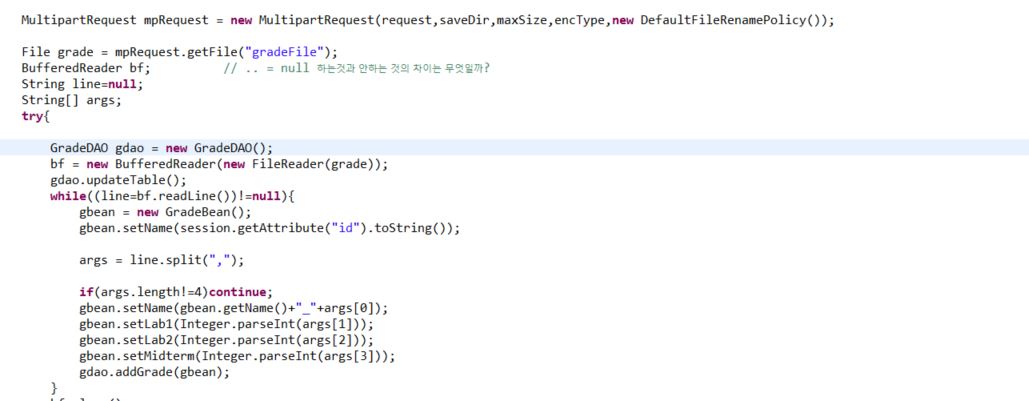 MultipartRequest mpRequest = new MultipartRequest(request,saveDir,maxSize,encType,new DefaultFileRenamePolicy());
File grade = mpRequest.getFile("gradeFile");
BufferedReader bf; // .. = null 하는것과 안하는 것의 차이는 무엇일까?
String line=null;
String[] args;
try{
GradeDAO gdao = new GradeDAO();
bf = new BufferedReader(new FileReader(grade));
gdao.updateTable();
while((line=bf.readLine())!=null){
gbean = new GradeBean();
gbean.setName(session.getAttribute("id").toString());
args = line.split(",");
if(args.length!=4)continue;
gbean.setName(gbean.getName()+"_"+args[0]);
gbean.setLab1(Integer.parseInt(args[1]));
gbean.setLab2(Integer.parseInt(args[2]));
gbean.setMidterm(Integer.parseInt(args[3]));
gdao.addGrade(gbean);
}